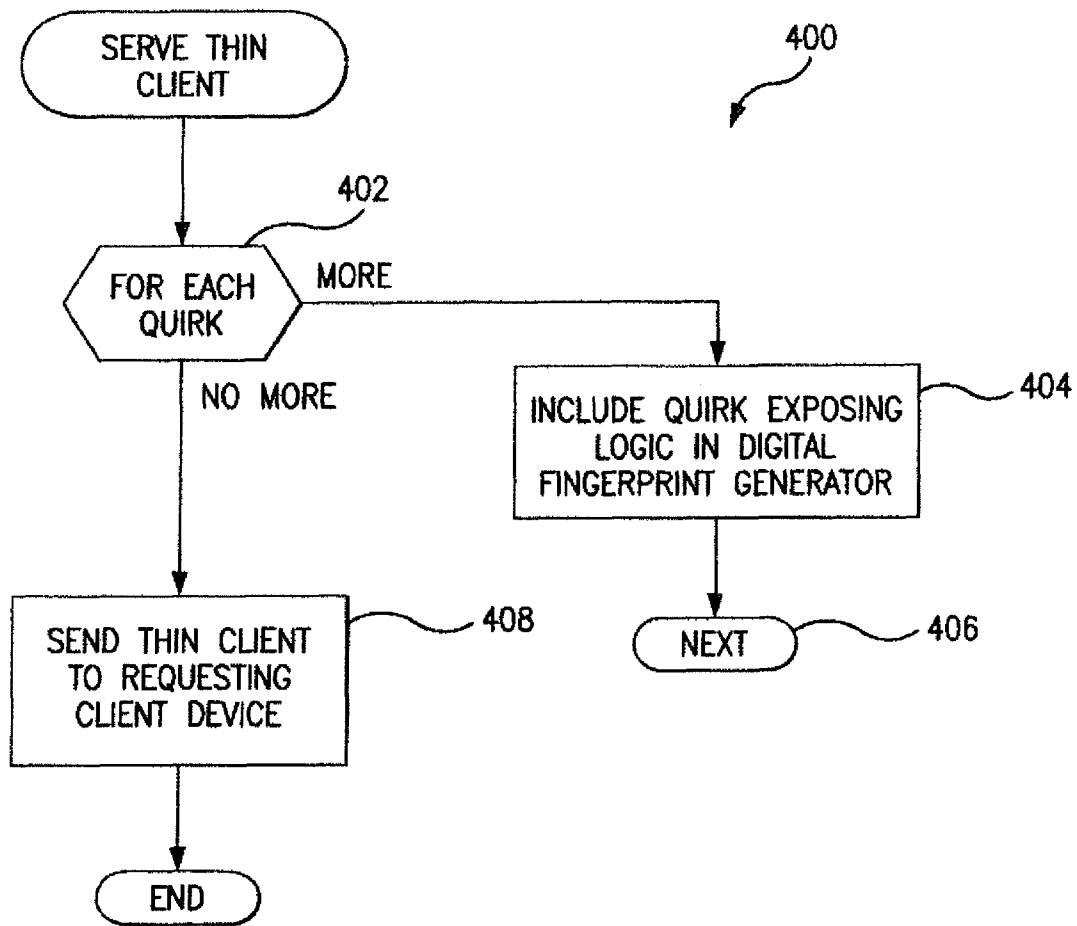 SERVE THIN
CLIENT
400
402
FOR EACH
QUIRK
MORE
NO MORE
404
INCLUDE QUIRK EXPOSING
LOGIC IN DIGITAL
FINGERPRINT GENERATOR
408
SEND THIN CLIENT
TO REQUESTING
CLIENT DEVICE
NEXT
406
END